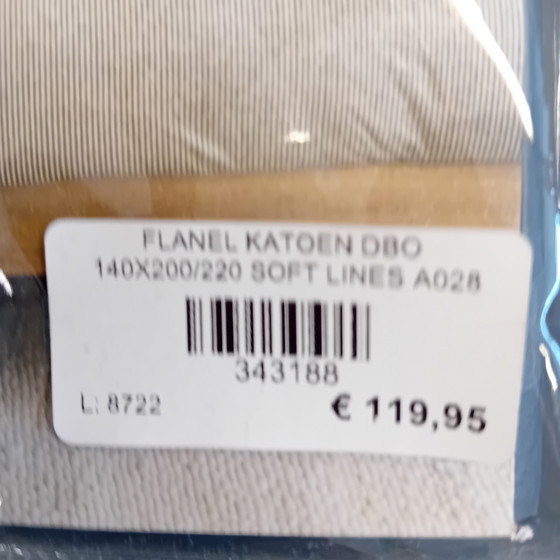 FLANEL KATOEN DBO
140X200/220 SOFT LINES A028
343188
L: 8722
€ 119,95